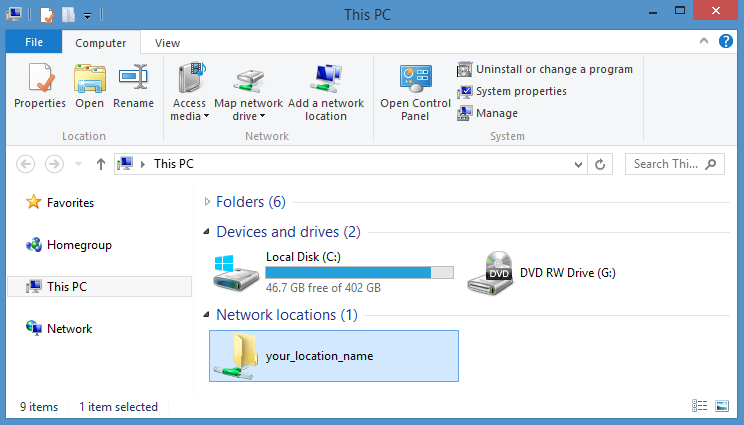 This PC
File Computer View
Properties Open Rename Access media Map network drive Add a network location Open Control Panel
Uninstall or change a program
System properties
Manage
Location Network System
This PC Search Thi...
Favorites
Homegroup
This PC
Network
Folders (6)
Devices and drives (2)
Local Disk (C:)
46.7 GB free of 402 GB
DVD
DVD RW Drive (G:)
Network locations (1)
your_location_name
9 items 1 item selected